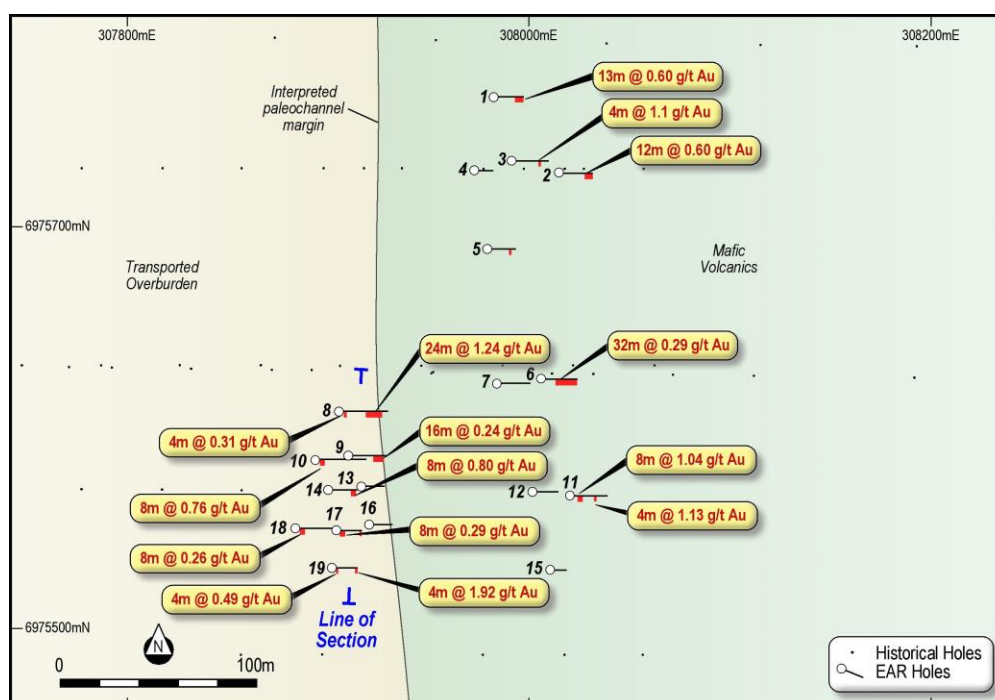 307800mE
308000mE
308200mE
13m @ 0.60 g/t Au
Interpreted
paleochannel
margin
1
4m @ 1.1 g/t Au
12m @ 0.60 g/t Au
3
4
2
6975700mN
5
Mafic
Volcanics
Transported
Overburden
24m @ 1.24 g/t Au
32m @ 0.29 g/t Au
T
7
6
8
4m @ 0.31 g/t Au
16m @ 0.24 g/t Au
9
10
8m @ 0.80 g/t Au
8m @ 1.04 g/t Au
13
14
12
11
8m @ 0.76 g/t Au
4m @ 1.13 g/t Au
16
17
18
8m @ 0.29 g/t Au
8m @ 0.26 g/t Au
19
15
4m @ 0.49 g/t Au
4m @ 1.92 g/t Au
Line of
Section
6975500mN
N
0
100m
Historical Holes
EAR Holes